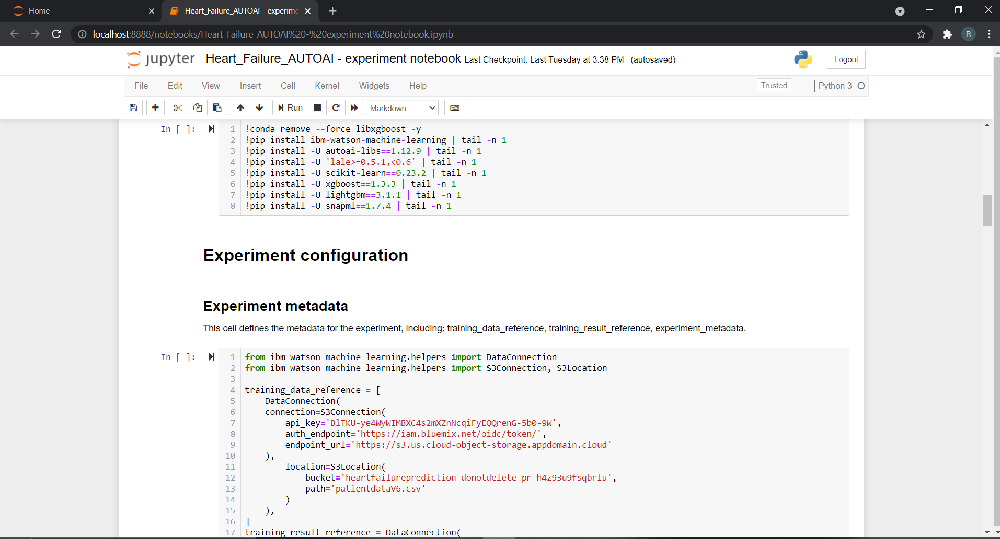 Home
Heart_Failure_AUTOAI - experime
localhost:8888/notebooks/Heart_Failure_AUTOAI%20-%20experiment%20notebook.ipynb
R
jupyter Heart_Failure_AUTOAI - experiment notebook Last Checkpoint: Last Tuesday at 3:38 PM (autosaved)
Logout
File Edit View Insert Cell Kernel Widgets Help
Trusted
Python 3
Run
Markdown
In [ ]:
1 !conda remove --force libxgboost -y
2 !pip install ibm-watson-machine-learning | tail -n 1
3 !pip install -U autoai-libs==1.12.9 | tail -n 1
4 !pip install -U 'lale>=0.5.1,<0.6' | tail -n 1
5 !pip install -U scikit-learn==0.23.2 | tail -n 1
6 !pip install -U xgboost==1.3.3 | tail -n 1
7 !pip install -U lightgbm==3.1.1 | tail -n 1
8 !pip install -U snapml==1.7.4 | tail -n 1
Experiment configuration
Experiment metadata
This cell defines the metadata for the experiment, including: training_data_reference, training_result_reference, experiment_metadata.
In [ ]:
1 from ibm_watson_machine_learning.helpers import DataConnection
2 from ibm_watson_machine_learning.helpers import S3Connection, S3Location
3
4 training_data_reference = [
5 DataConnection(
6 connection=S3Connection(
7 api_key='BlTKU-ye4WyWIMBXC4s2mXZnNcqiFyEQQrenG-5b0-9W',
8 auth_endpoint='https://iam.bluemix.net/oidc/token/',
9 endpoint_url='https://s3.us.cloud-object-storage.appdomain.cloud'
10 ),
11 location=S3Location(
12 bucket='heartfailureprediction-donotdelete-pr-h4z93u9fsqbrlu',
13 path='patientdataV6.csv'
14 )
15 ),
16 ]
17 training_result_reference = DataConnection(